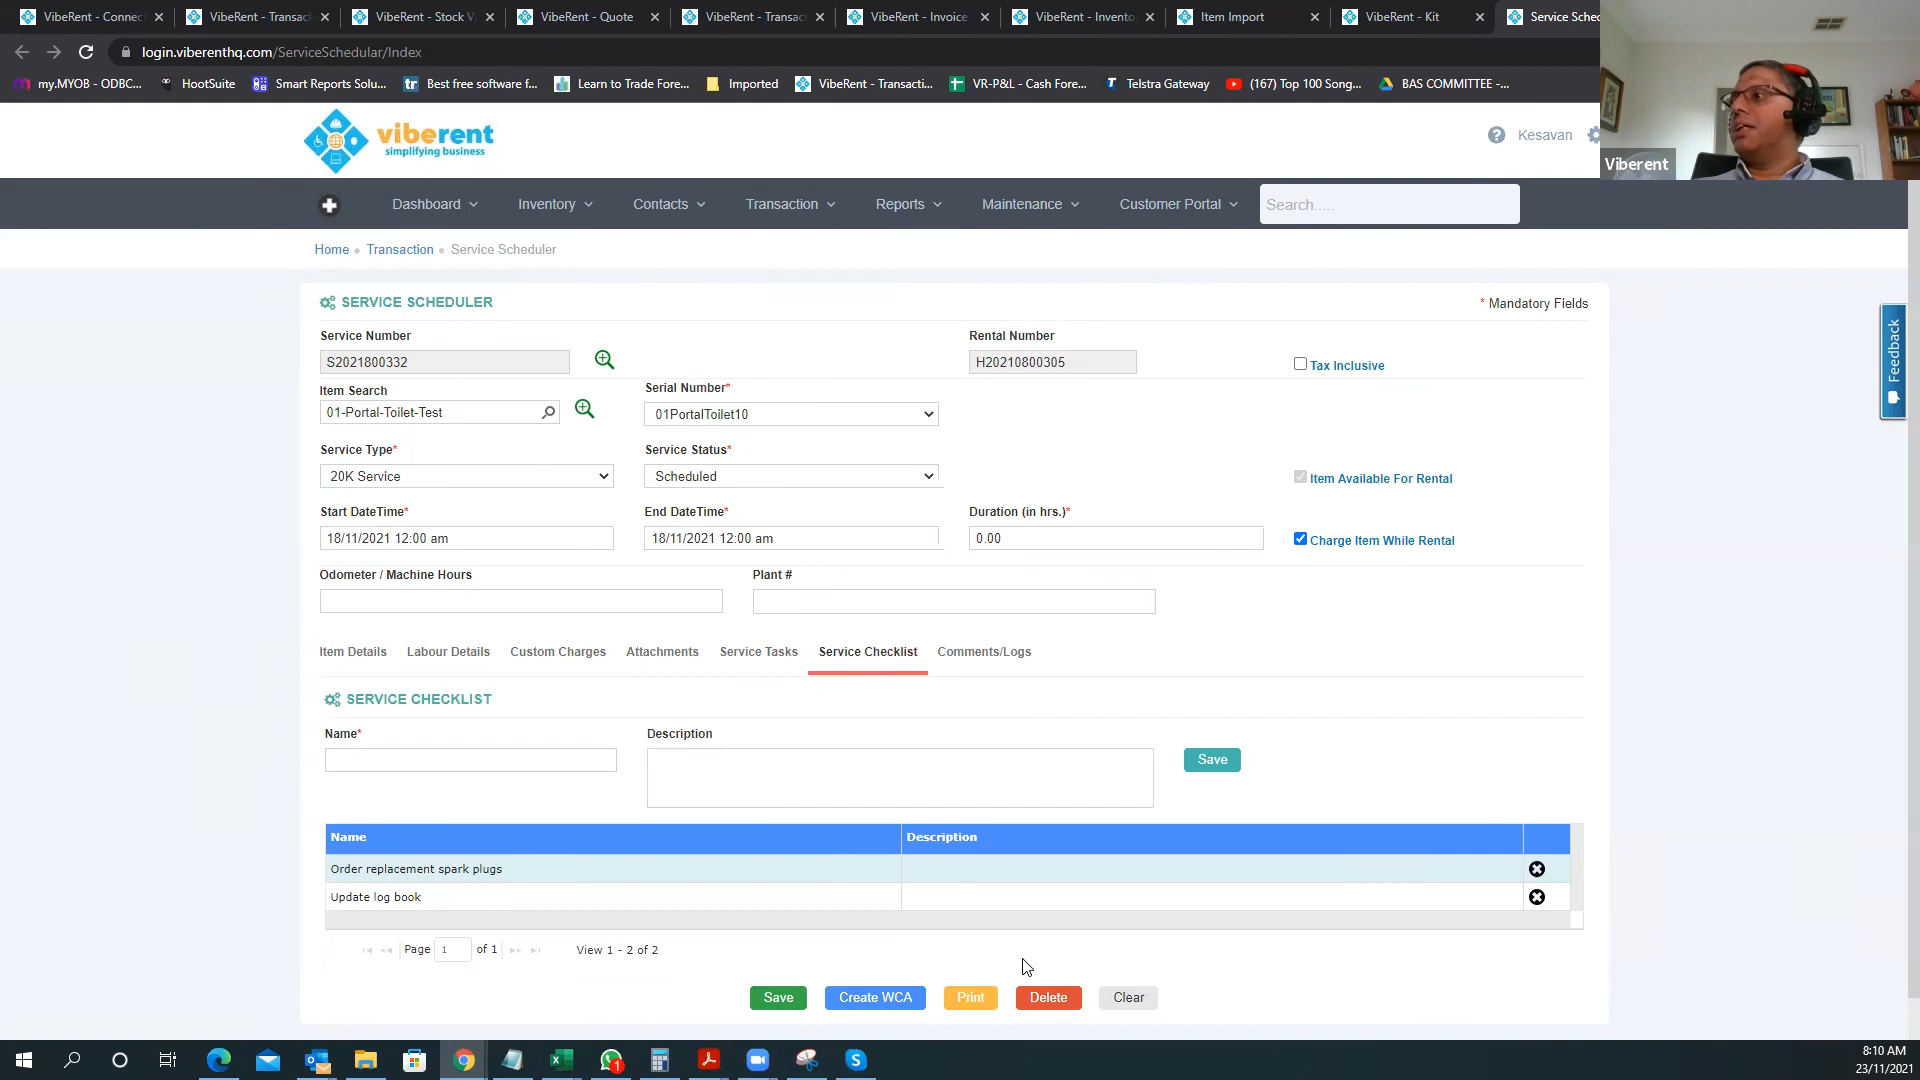 VibeRent - Connec
VibeRent - Transac
VibeRent - Stock V
VibeRent - Quote
VibeRent - Transac
VibeRent - Invoice
VibeRent - Invento
Item Import
VibeRent - Kit
Service Sched
login.viberenthq.com/ServiceSchedular/Index
my.MYOB - ODBC...
HootSuite
Smart Reports Solu...
Best free software f...
Learn to Trade Fore...
Imported
VibeRent - Transacti...
VR-P&L - Cash Fore...
Telstra Gateway
(167) Top 100 Song...
BAS COMMITTEE -...
viberent
simplifying business
Kesavan
Viberent
Dashboard
Inventory
Contacts
Transaction
Reports
Maintenance
Customer Portal
Search.....
Home
Transaction
Service Scheduler
SERVICE SCHEDULER
* Mandatory Fields
Service Number
Rental Number
S2021800332
H20210800305
Tax Inclusive
Item Search
Serial Number*
01-Portal-Toilet-Test
01PortalToilet10
Service Type*
Service Status*
20K Service
Scheduled
Item Available For Rental
Start DateTime*
End DateTime*
Duration (in hrs.)*
18/11/2021 12:00 am
18/11/2021 12:00 am
0.00
Charge Item While Rental
Odometer / Machine Hours
Plant #
Feedback
Item Details
Labour Details
Custom Charges
Attachments
Service Tasks
Service Checklist
Comments/Logs
SERVICE CHECKLIST
Name*
Description
Save
Name
Description
Order replacement spark plugs
Update log book
Page 1 of 1
View 1 - 2 of 2
Save
Create WCA
Print
Delete
Clear
1
8:10 AM
23/11/2021